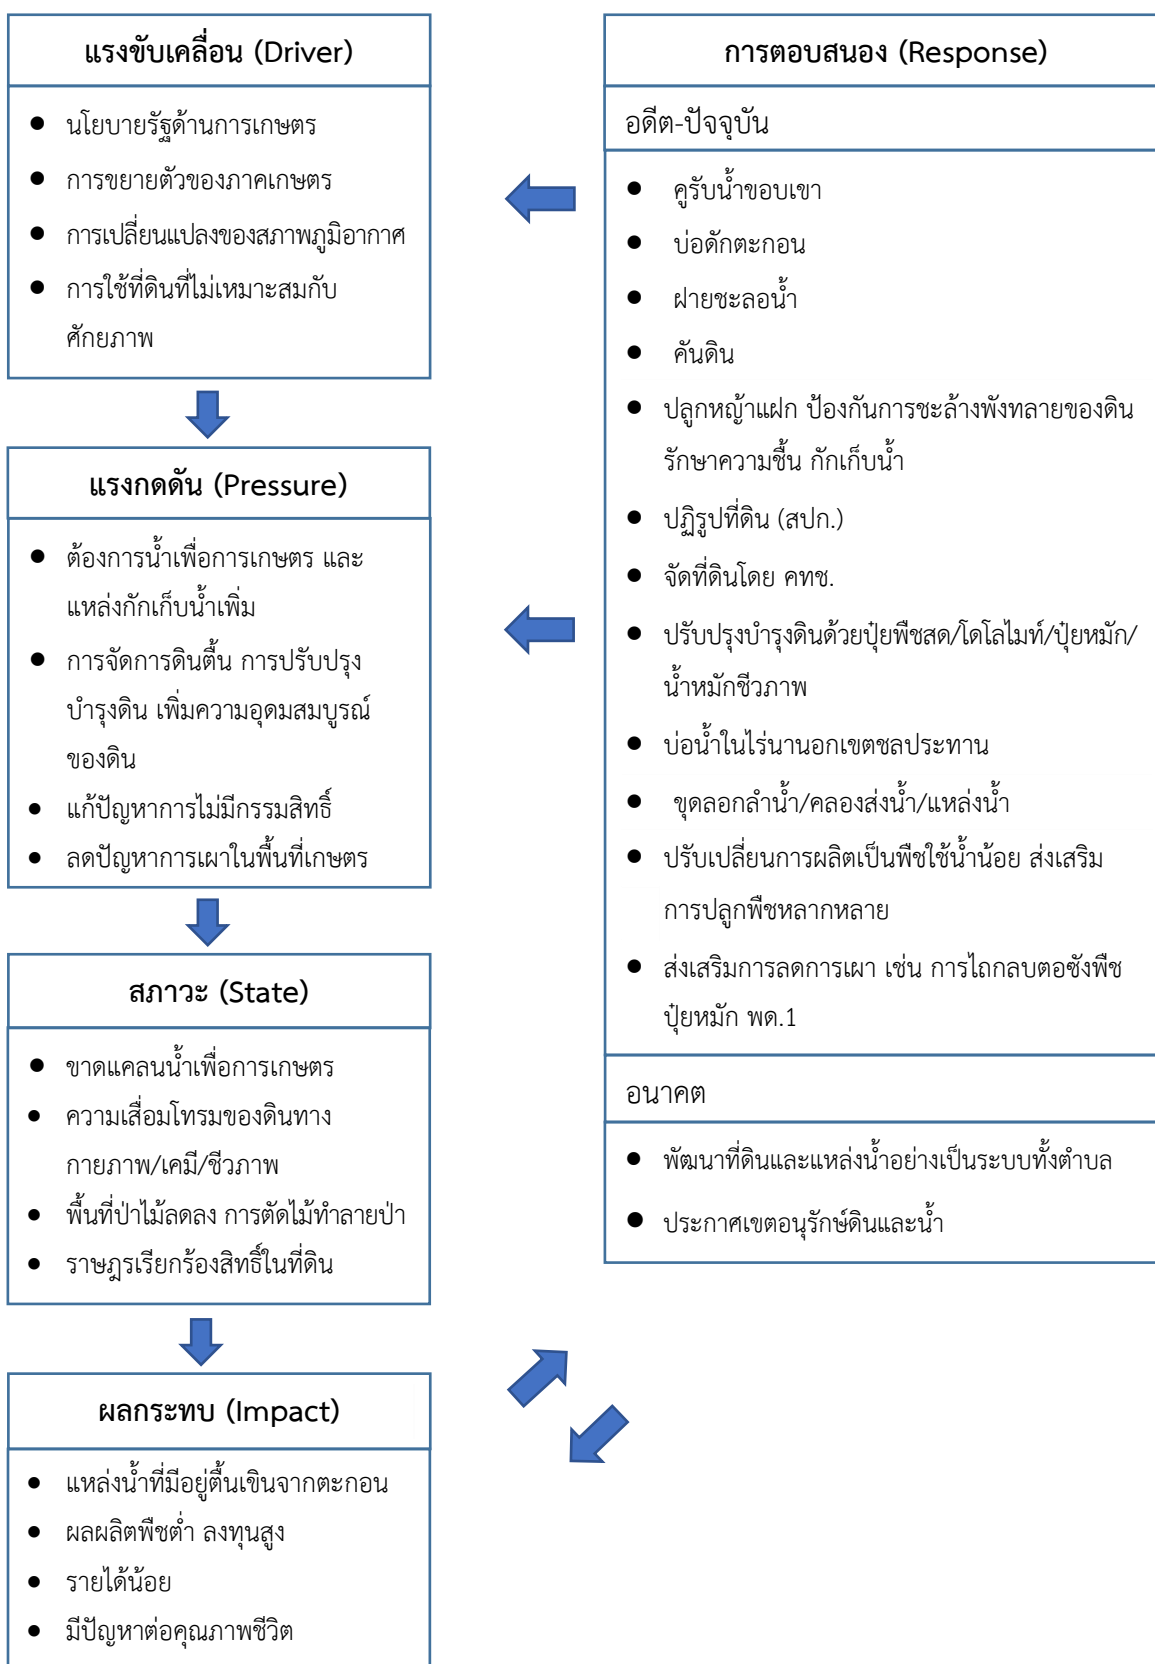 แรงขับเคลื่อน (Driver)
● นโยบายรัฐด้านการเกษตร
● การขยายตัวของภาคเกษตร
● การเปลี่ยนแปลงของสภาพภูมิอากาศ
● การใช้ที่ดินที่ไม่เหมาะสมกับ
ศักยภาพ
แรงกดดัน (Pressure)
● ต้องการน้ำเพื่อการเกษตร และ
แหล่งกักเก็บน้ำเพิ่ม
● การจัดการดินตื้น การปรับปรุง
บำรุงดิน เพิ่มความอุดมสมบูรณ์
ของดิน
● แก้ปัญหาการไม่มีกรรมสิทธิ์
● ลดปัญหาการเผาในพื้นที่เกษตร
สภาวะ (State)
● ขาดแคลนน้ำเพื่อการเกษตร
● ความเสื่อมโทรมของดินทาง
กายภาพ/เคมี/ชีวภาพ
● พื้นที่ป่าไม้ลดลง การตัดไม้ทำลายป่า
● ราษฎรเรียกร้องสิทธิ์ในที่ดิน
ผลกระทบ (Impact)
● แหล่งน้ำที่มีอยู่ตื้นเขินจากตะกอน
● ผลผลิตพืชต่ำ ลงทุนสูง
● รายได้น้อย
● มีปัญหาต่อคุณภาพชีวิต
การตอบสนอง (Response)
อดีต-ปัจจุบัน
● คูรับน้ำขอบเขา
● บ่อดักตะกอน
● ฝายชะลอน้ำ
● คันดิน
● ปลูกหญ้าแฝก ป้องกันการชะล้างพังทลายของดิน
รักษาความชื้น กักเก็บน้ำ
● ปฏิรูปที่ดิน (สปก.)
● จัดที่ดินโดย คทช.
● ปรับปรุงบำรุงดินด้วยปุ๋ยพืชสด/โดโลไมท์/ปุ๋ยหมัก/
น้ำหมักชีวภาพ
● บ่อน้ำในไร่นานอกเขตชลประทาน
● ขุดลอกลำน้ำ/คลองส่งน้ำ/แหล่งน้ำ
● ปรับเปลี่ยนการผลิตเป็นพืชใช้น้ำน้อย ส่งเสริม
การปลูกพืชหลากหลาย
● ส่งเสริมการลดการเผา เช่น การไถกลบตอซังพืช
ปุ๋ยหมัก พด.1
อนาคต
● พัฒนาที่ดินและแหล่งน้ำอย่างเป็นระบบทั้งตำบล
● ประกาศเขตอนุรักษ์ดินและน้ำ